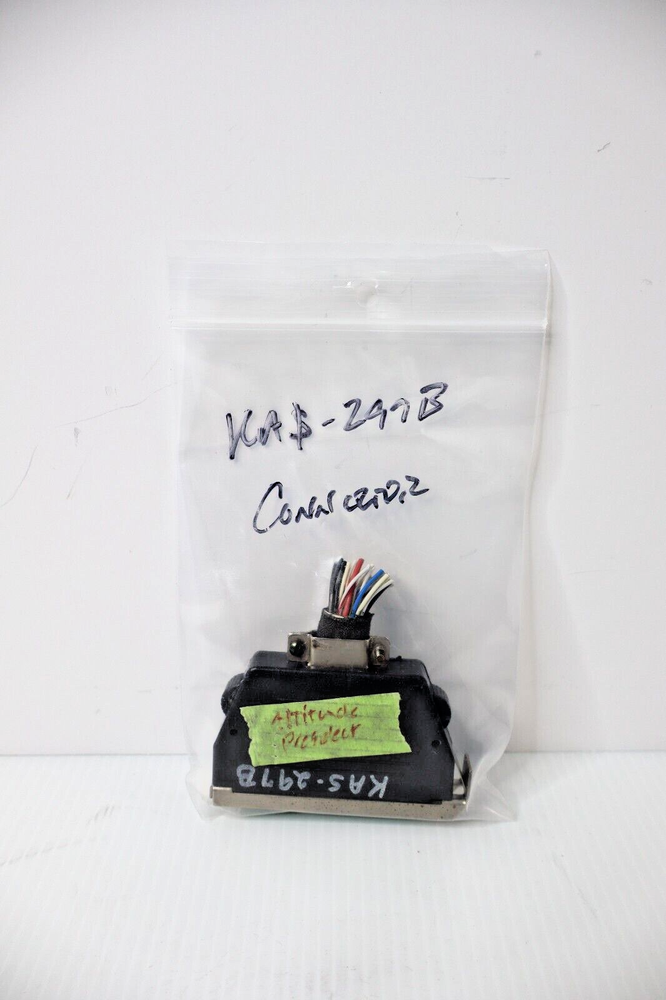 KAS-297B
Connector
Attitude
Preselect
KAS-297B